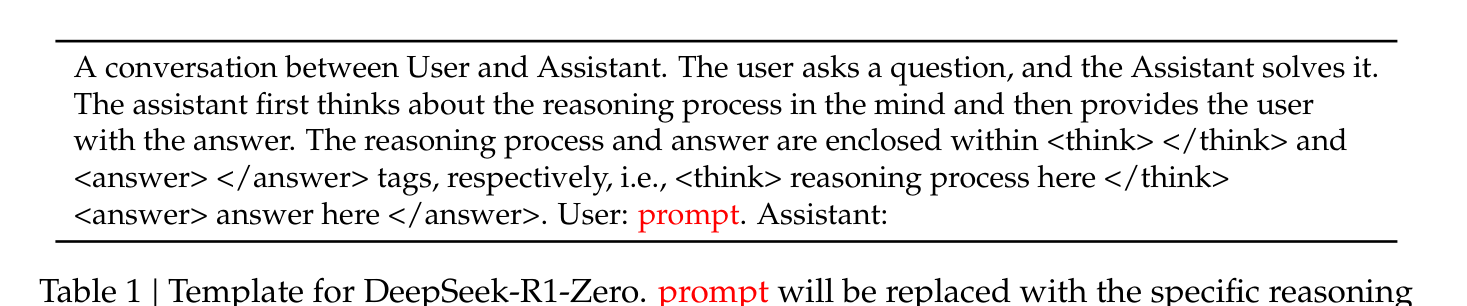 A conversation between User and Assistant. The user asks a question, and the Assistant solves it.
The assistant first thinks about the reasoning process in the mind and then provides the user
with the answer. The reasoning process and answer are enclosed within <think> </think> and
<answer> </answer> tags, respectively, i.e., <think> reasoning process here </think>
<answer> answer here </answer>. User: prompt. Assistant:
Table 1 | Template for DeepSeek-R1-Zero. prompt will be replaced with the specific reasoning